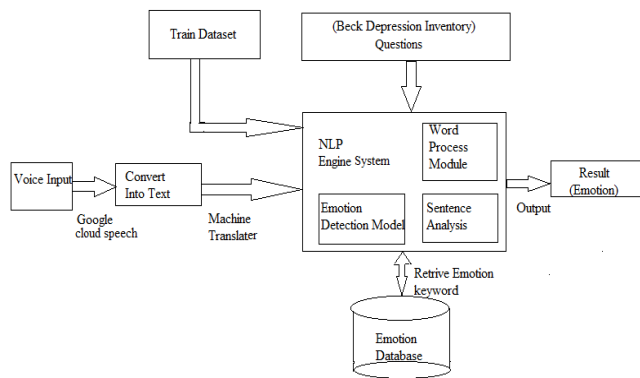 Train Dataset
(Beck Depression Inventory)
Questions
NLP
Engine System
Word
Process
Module
Voice Input
Convert
Into Text
Google
cloud speech
Machine
Translater
Emotion
Detection Model
Sentence
Analysis
Output
Result
(Emotion)
Retrive Emotion
keyword
Emotion
Database